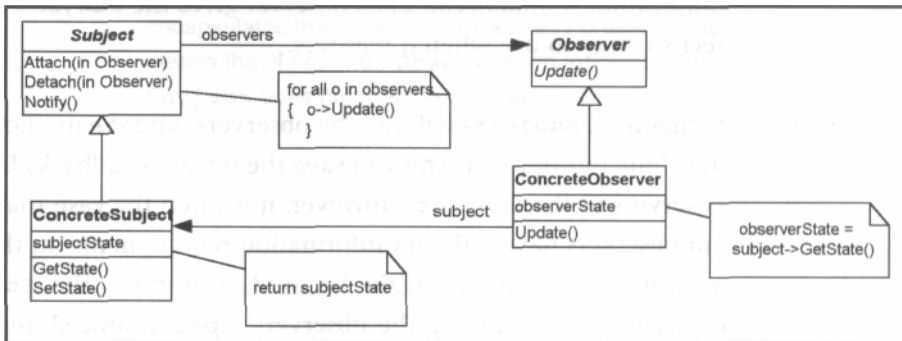 Subject
observers
Observer
Attach(in Observer)
Detach(in Observer)
Notify()
Update()
for all o in observers
{ o->Update()
}
ConcreteSubject
subjectState
GetState()
SetState()
subject
ConcreteObserver
observerState
Update()
observerState =
subject->GetState()
return subjectState